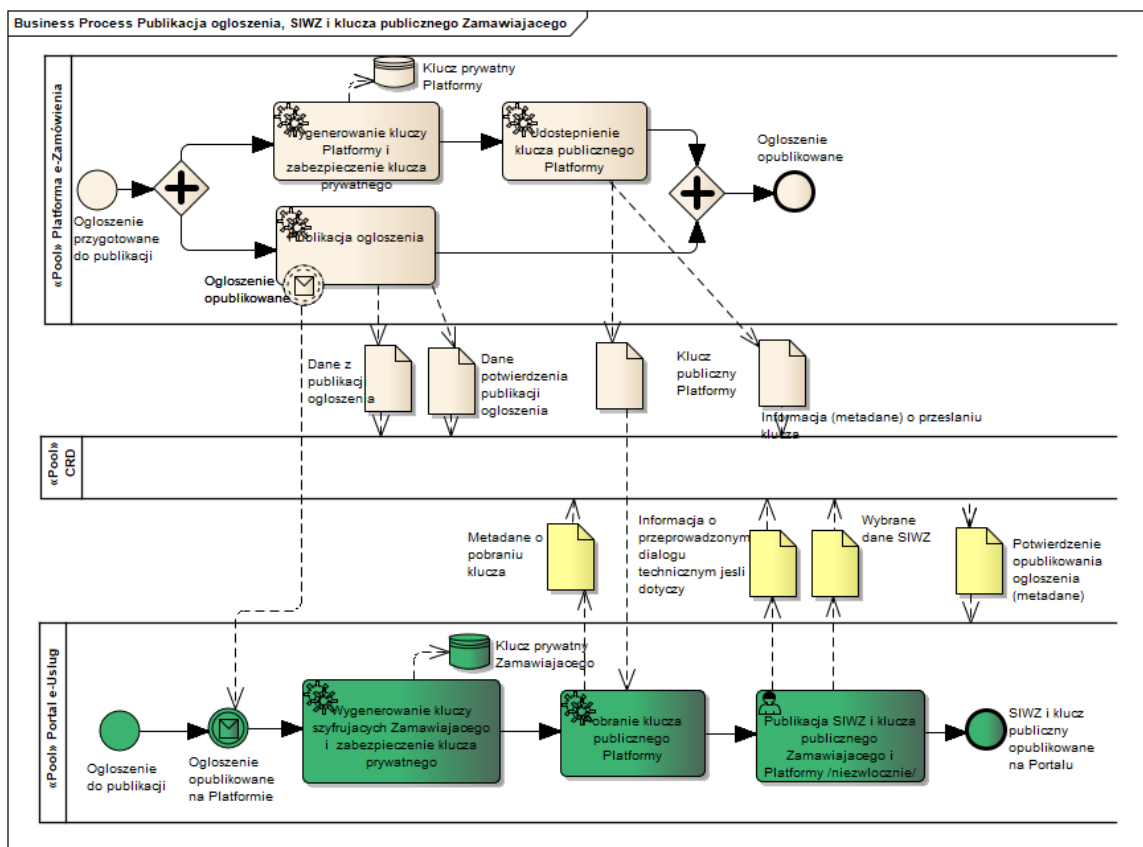 Business Process Publikacja ogloszenia, SIWZ i klucza publicznego Zamawiajacego
«Pool» Platforma e-Zamówienia
Klucz prywatny
Platformy
Wygenerowanie kluczy
Platformy i
zabezpieczenie klucza
prywatnego
Udostepnienie
klucza publicznego
Platformy
Ogloszenie
opublikowane
Ogloszenie
przygotowane
do publikacji
Publikacja ogloszenia
Ogloszenie
opublikowane
Dane z
publikacji
ogloszenia
Dane
potwierdzenia
publikacji
ogloszenia
Klucz
publiczny
Platformy
Informacja (metadane) o przeslaniu
klucza
«Pool»
CRD
Metadane o
pobraniu
klucza
Informacja o
przeprowadzonym
dialogu
technicznym jesli
dotyczy
Wybrane
dane SIWZ
Potwierdzenie
opublikowania
ogloszenia
(metadane)
«Pool» Portal e-Uslug
Klucz prywatny
Zamawiajacego
Wygenerowanie kluczy
szyfrujacych Zamawiajacego
i zabezpieczenie klucza
prywatnego
obranie klucza
publicznego
Platformy
Publikacja SIWZ i klucza
publicznego
Zamawiajacego i
Platformy /niezwlocznie/
SIWZ i klucz
publiczny
opublikowane
na Portalu
Ogloszenie
do publikacji
Ogloszenie
opublikowane
na Platformie